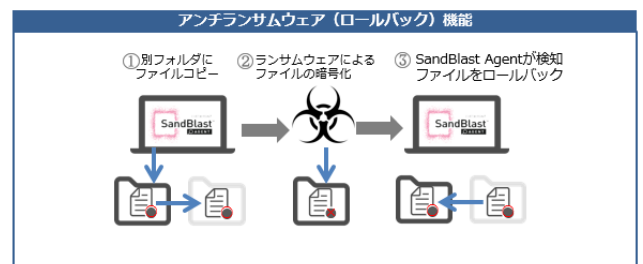 アンチランサムウェア（ロールバック）機能
①別フォルダに
ファイルコピー
②ランサムウェアによる
ファイルの暗号化
③ SandBlast Agentが検知
ファイルをロールバック
SandBlast
AGENT
SandBlast
AGENT